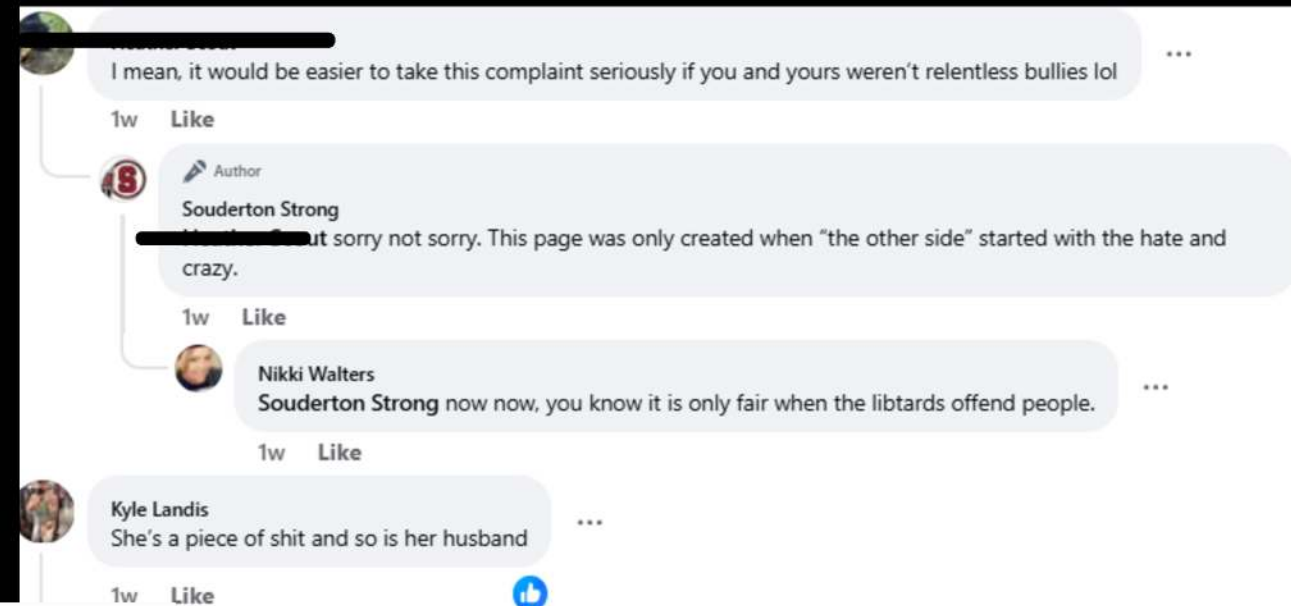 I mean, it would be easier to take this complaint seriously if you and yours weren't relentless bullies lol
1w Like
Author
Souderton Strong
ut sorry not sorry. This page was only created when “the other side” started with the hate and
crazy.
1w Like
Nikki Walters
Souderton Strong now now, you know it is only fair when the libtards offend people.
1w Like
Kyle Landis
She's a piece of shit and so is her husband
1w Like